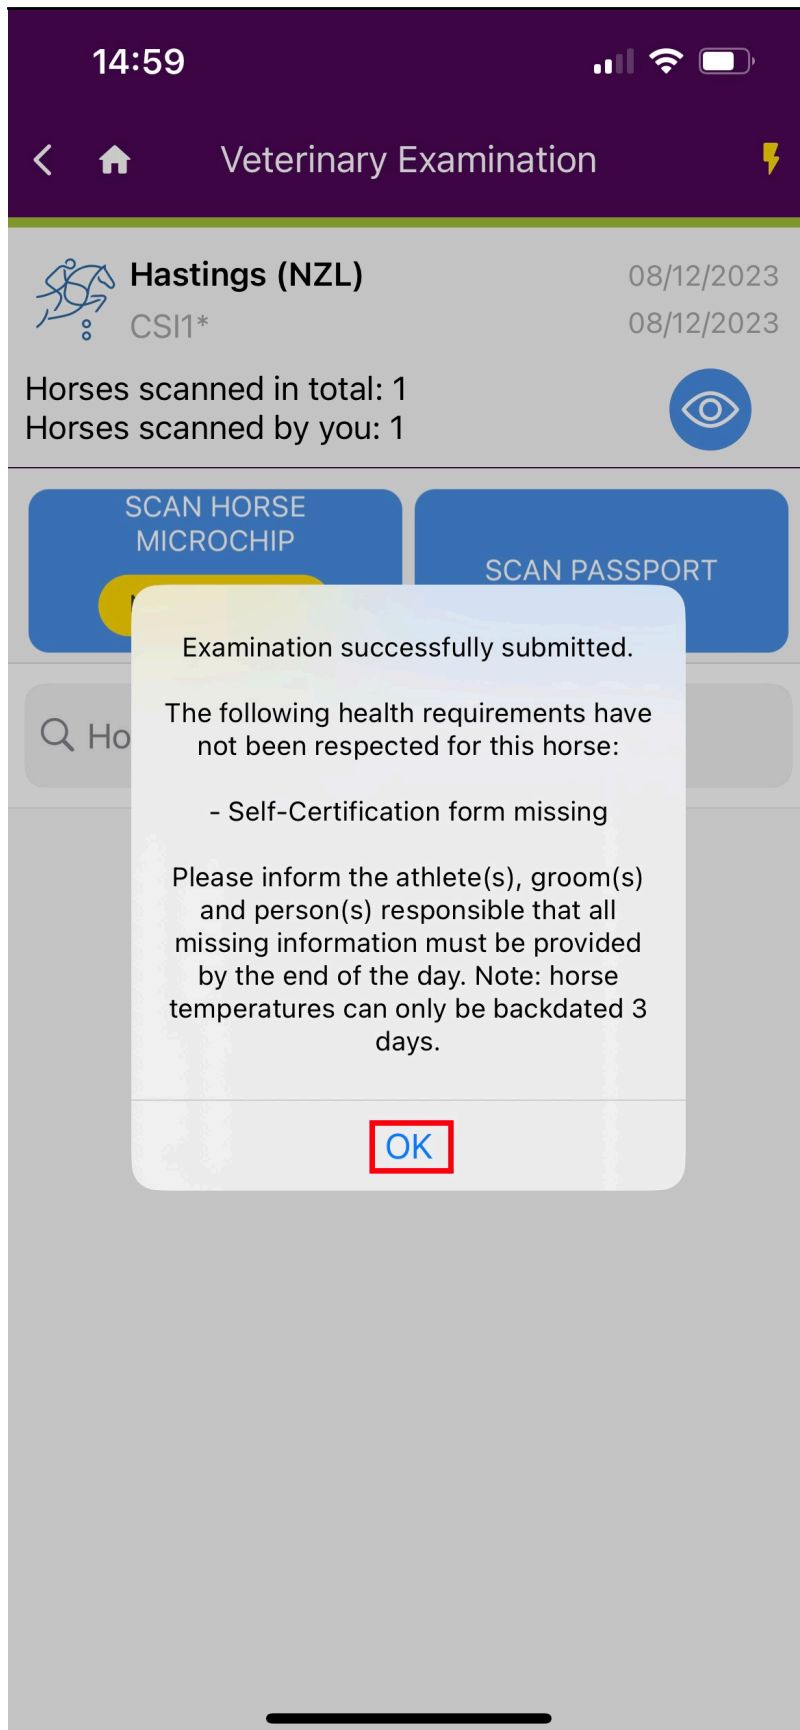 14:59
Veterinary Examination
Hastings (NZL)
08/12/2023
CSI1*
08/12/2023
Horses scanned in total: 1
Horses scanned by you: 1
SCAN HORSE
MICROCHIP
SCAN PASSPORT
Examination successfully submitted.
The following health requirements have
not been respected for this horse:
- Self-Certification form missing
Please inform the athlete(s), groom(s)
and person(s) responsible that all
missing information must be provided
by the end of the day. Note: horse
temperatures can only be backdated 3
days.
OK